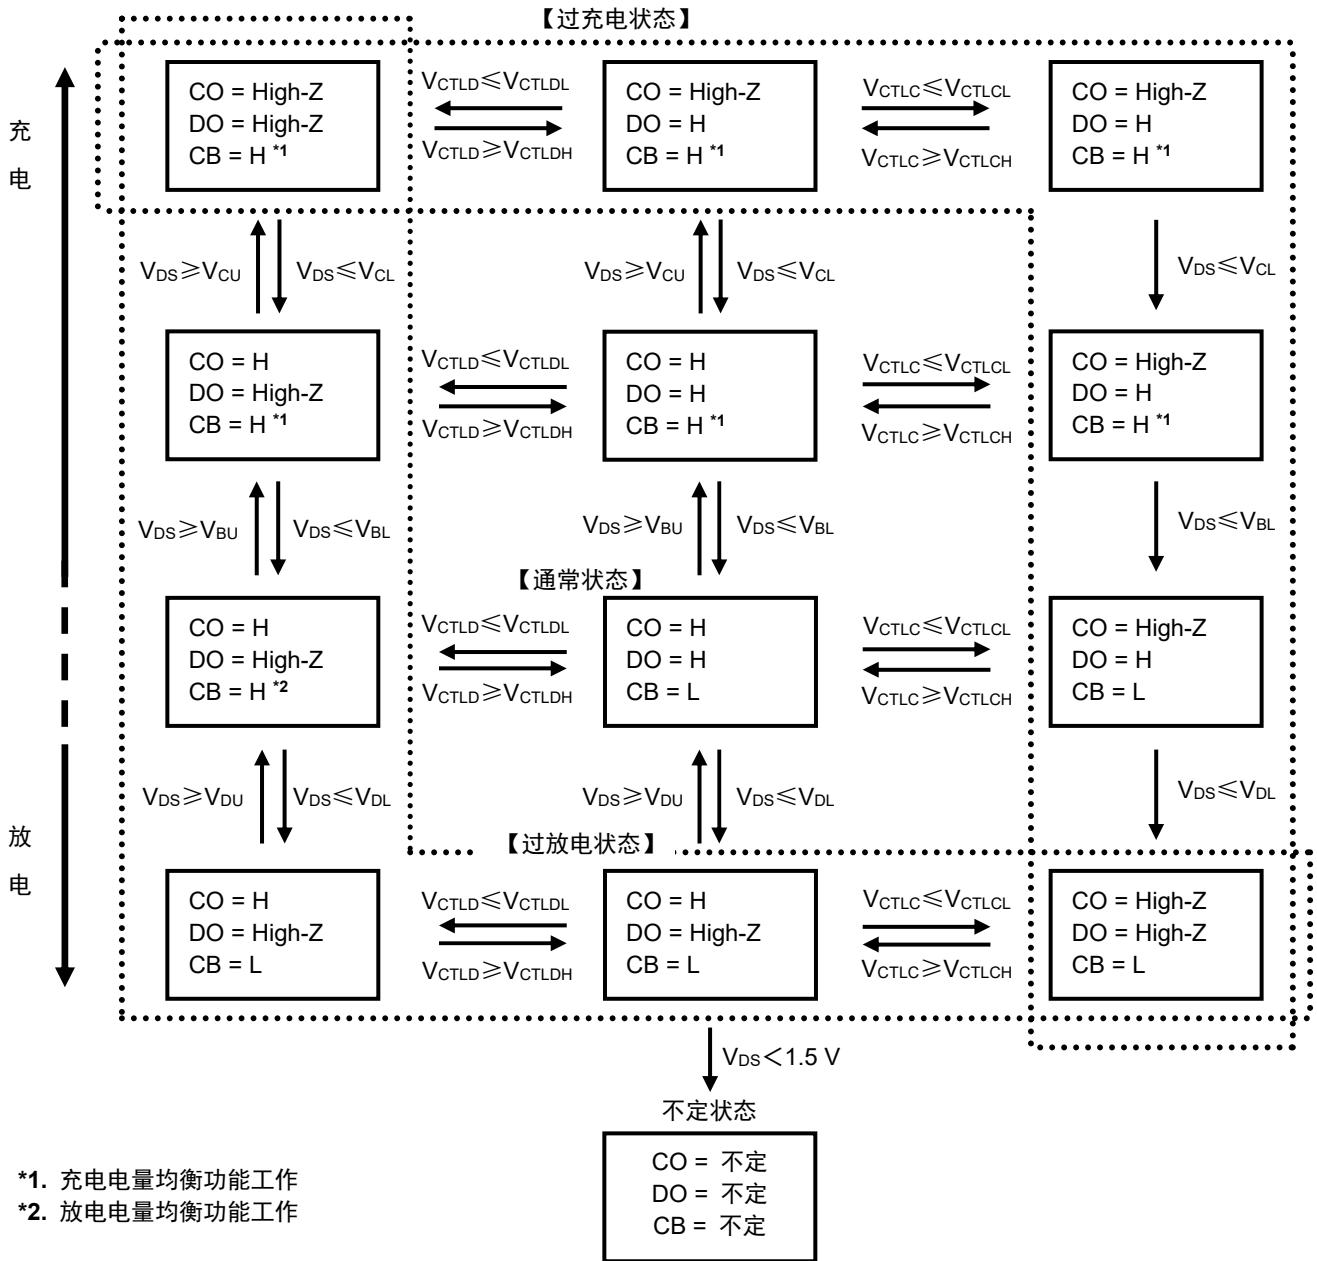 【过充电状态】
充
电
CO = High-Z
DO = High-Z
CB = H *1
VCTLD≤VCTLDL
VCTLD≥VCTLDH
CO = High-Z
DO = H
CB = H *1
VCTLC≤VCTLCL
VCTLC≥VCTLCH
CO = High-Z
DO = H
CB = H *1
VDS≥VCU
VDS≤VCL
VDS≥VCU
VDS≤VCL
VDS≤VCL
CO = H
DO = High-Z
CB = H *1
VCTLD≤VCTLDL
VCTLD≥VCTLDH
CO = H
DO = H
CB = H *1
VCTLC≤VCTLCL
VCTLC≥VCTLCH
CO = High-Z
DO = H
CB = H *1
VDS≥VBU
VDS≤VBL
VDS≥VBU
VDS≤VBL
VDS≤VBL
【通常状态】
CO = H
DO = High-Z
CB = H *2
VCTLD≤VCTLDL
VCTLD≥VCTLDH
CO = H
DO = H
CB = L
VCTLC≤VCTLCL
VCTLC≥VCTLCH
CO = High-Z
DO = H
CB = L
VDS≥VDU
VDS≤VDL
VDS≥VDU
VDS≤VDL
VDS≤VDL
放
电
【过放电状态】
CO = H
DO = High-Z
CB = L
VCTLD≤VCTLDL
VCTLD≥VCTLDH
CO = H
DO = High-Z
CB = L
VCTLC≤VCTLCL
VCTLC≥VCTLCH
CO = High-Z
DO = High-Z
CB = L
VDS＜1.5 V
不定状态
CO = 不定
DO = 不定
CB = 不定
*1. 充电电量均衡功能工作
*2. 放电电量均衡功能工作